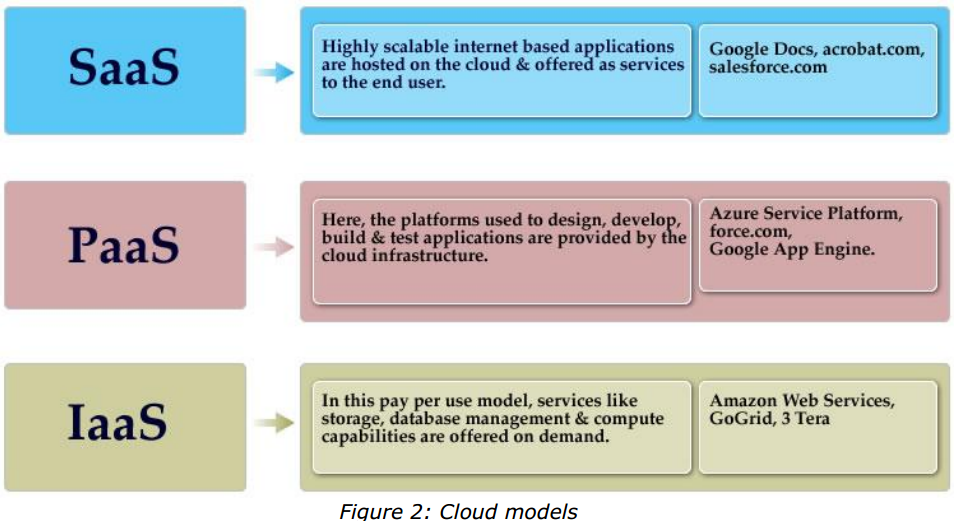 SaaS
Highly scalable internet based applications
are hosted on the cloud & offered as services
to the end user.
Google Docs, acrobat.com,
salesforce.com
PaaS
Here, the platforms used to design, develop,
build & test applications are provided by the
cloud infrastructure.
Azure Service Platform,
force.com,
Google App Engine.
IaaS
In this pay per use model, services like
storage, database management & compute
capabilities are offered on demand.
Amazon Web Services,
GoGrid, 3 Tera
Figure 2: Cloud models